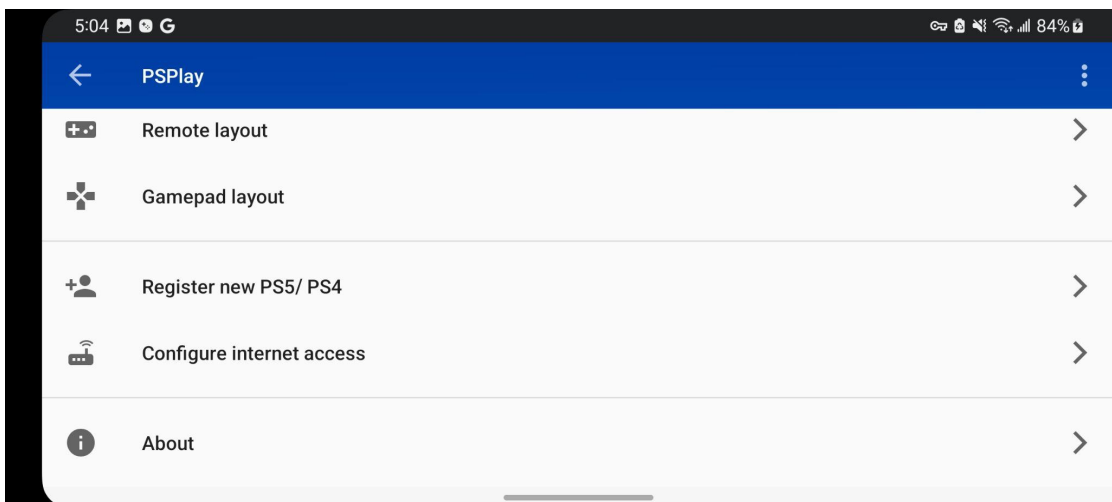 5:04 G 84%
PSPlay
Remote layout
Gamepad layout
Register new PS5/ PS4
Configure internet access
About